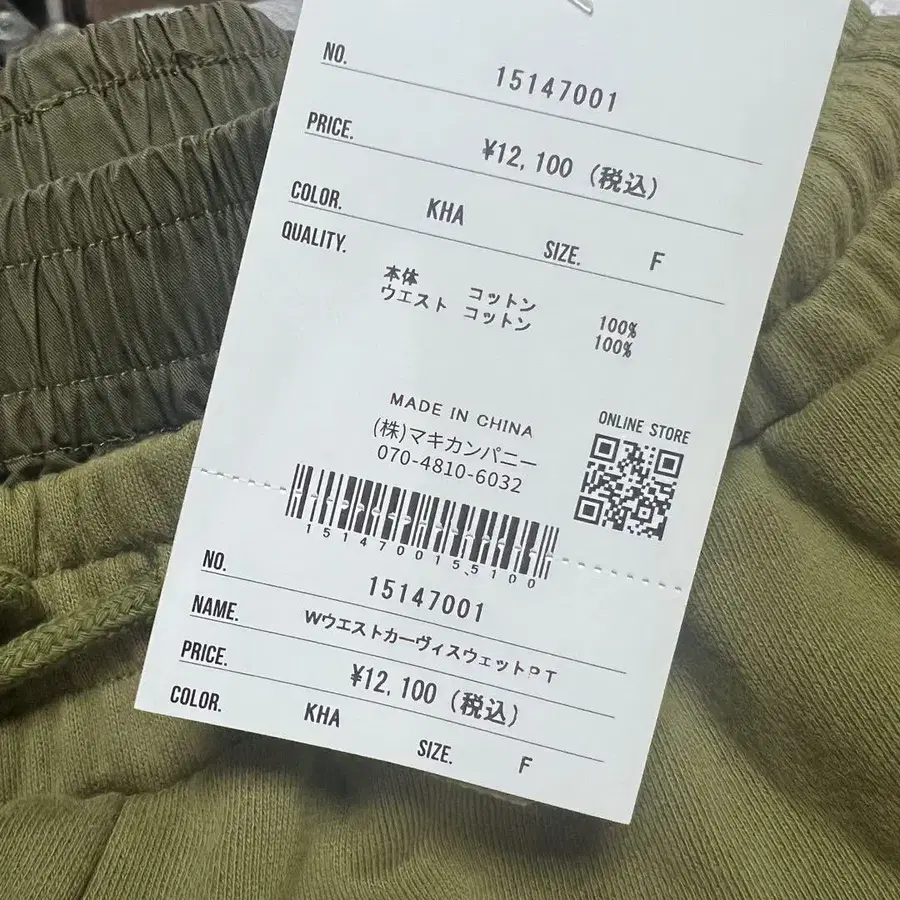 NO. 15147001
PRICE. ¥12,100 (税込)
COLOR. KHA SIZE. F
QUALITY.
本体 コットン 100%
ウエスト コットン 100%
MADE IN CHINA
(株)マキカンパニー
070-4810-6032
ONLINE STORE
1514700155100
NO. 15147001
NAME. WウエストカーヴィスウェットPT
PRICE. ¥12,100 (税込)
COLOR. KHA SIZE. F